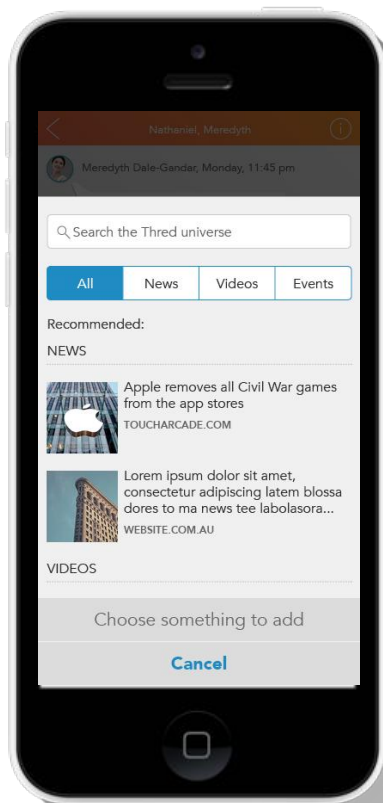 Nathaniel, Meredyth
Meredyth Dale-Gandar, Monday, 11:45 pm
Search the Thred universe
All News Videos Events
Recommended:
NEWS
Apple removes all Civil War games
from the app stores
TOUCHARCADE.COM
Lorem ipsum dolor sit amet,
consectetur adipiscing latem blossa
dores to ma news tee labolasora...
WEBSITE.COM.AU
VIDEOS
Choose something to add
Cancel